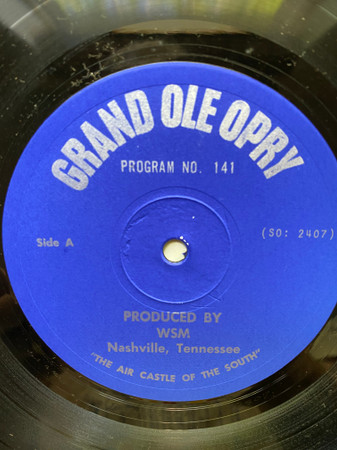 GRAND OLE OPRY
PROGRAM NO. 141
Side A
(SO: 2407)
PRODUCED BY
WSM
Nashville, Tennessee
"THE AIR CASTLE OF THE SOUTH"